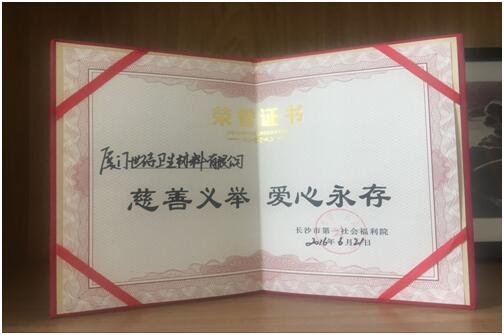 荣誉证书
厦门世 卫生材料有限公司
慈善义举 爱心永存
长沙市第一社会福利院
2016年6月21日